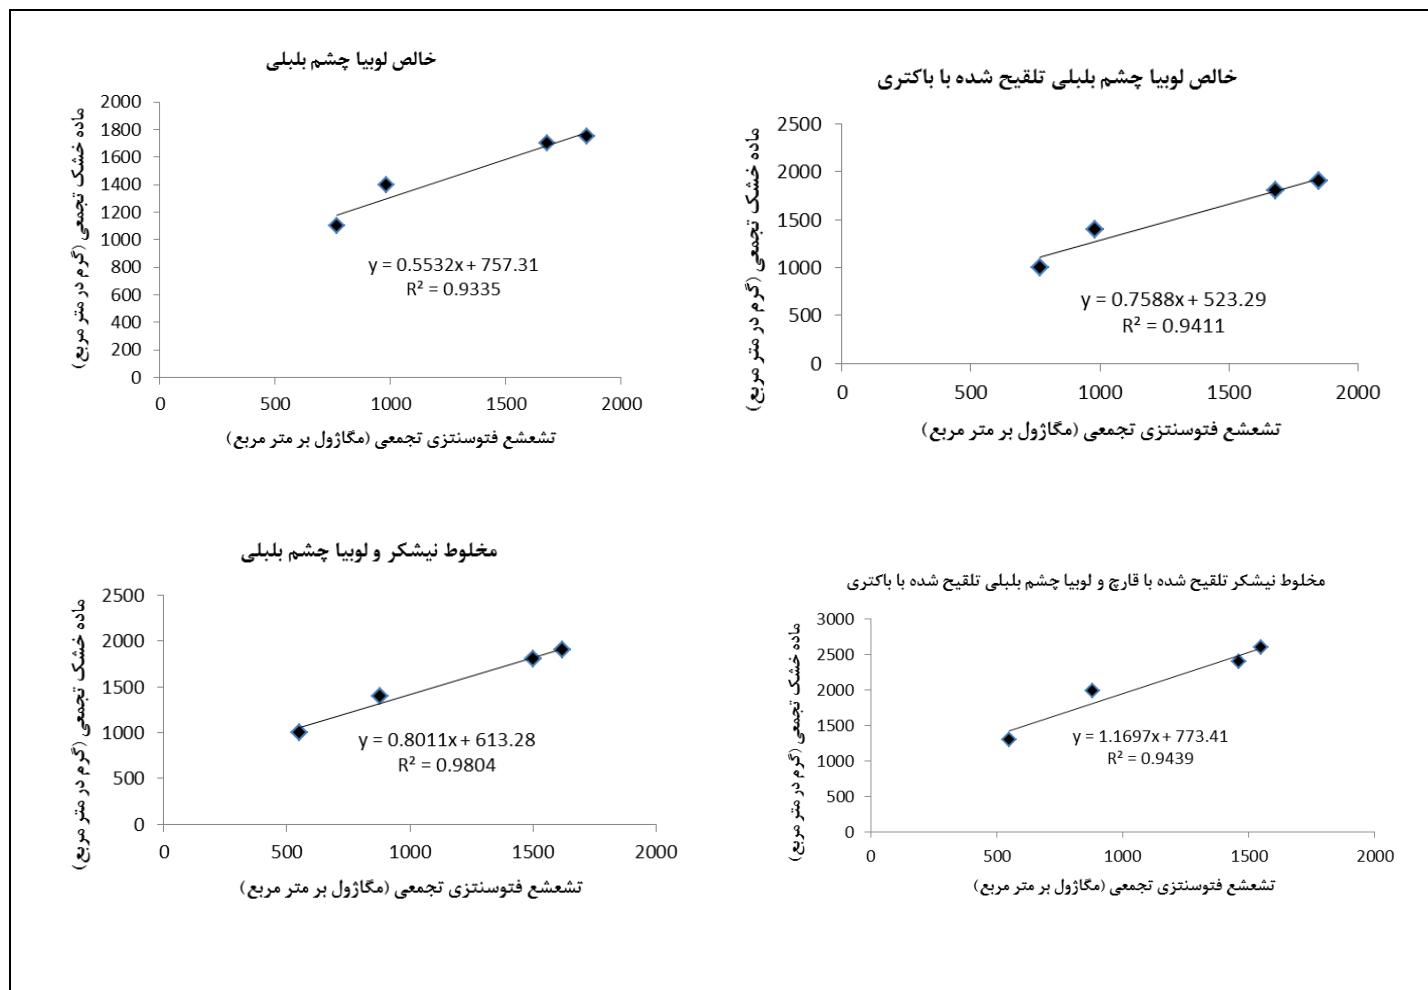 خالص لوبیا چشم بلبلی
ماده خشک تجمعی (گرم در متر مربع)
2000
1800
1600
1400
1200
1000
800
600
400
200
0
y = 0.5532x + 757.31
R² = 0.9335
0 500 1000 1500 2000
تشعشع فتوسنتزی تجمعی (مگاژول بر متر مربع)
خالص لوبیا چشم بلبلی تلقیح شده با باکتری
ماده خشک تجمعی (گرم در متر مربع)
2500
2000
1500
1000
500
0
y = 0.7588x + 523.29
R² = 0.9411
0 500 1000 1500 2000
تشعشع فتوسنتزی تجمعی (مگاژول بر متر مربع)
مخلوط نیشکر و لوبیا چشم بلبلی
ماده خشک تجمعی (گرم در متر مربع)
2500
2000
1500
1000
500
0
y = 0.8011x + 613.28
R² = 0.9804
0 500 1000 1500 2000
تشعشع فتوسنتزی تجمعی (مگاژول بر متر مربع)
مخلوط نیشکر تلقیح شده با قارچ و لوبیا چشم بلبلی تلقیح شده با باکتری
ماده خشک تجمعی (گرم در متر مربع)
3000
2500
2000
1500
1000
500
0
y = 1.1697x + 773.41
R² = 0.9439
0 500 1000 1500 2000
تشعشع فتوسنتزی تجمعی (مگاژول بر متر مربع)